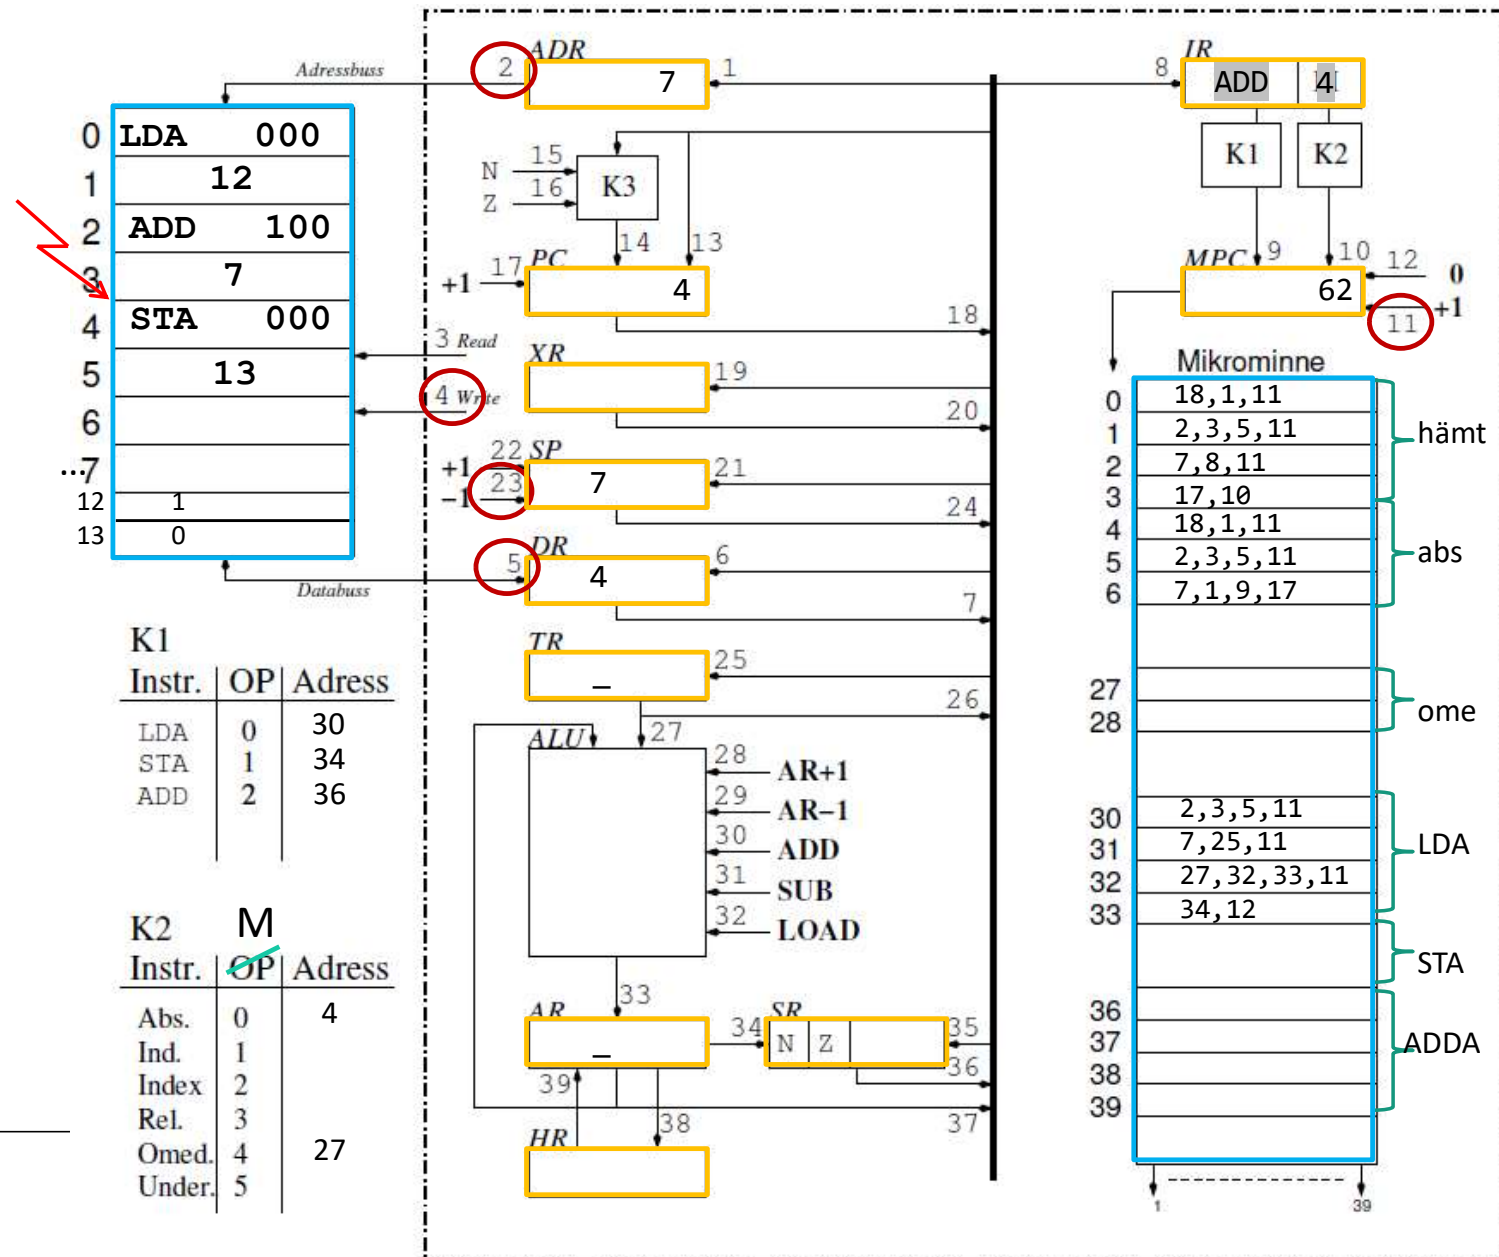 Adressbuss
0 LDA 000
1 12
2 ADD 100
3 7
4 STA 000
5 13
6
...7
12 1
13 0
Databuss
K1
Instr. OP Adress
LDA 0 30
STA 1 34
ADD 2 36
K2 M
Instr. OP Adress
Abs. 0 4
Ind. 1
Index 2
Rel. 3
Omed. 4 27
Under. 5
ADR
2 7 1
N 15
Z 16
K3
14 13
PC
+1 17 4
18
3 Read
4 Write
XR
19
20
SP
+1 22
-1 23
7 21
24
DR
5 4 6
7
TR
_ 25
26
27
ALU
28 AR+1
29 AR-1
30 ADD
31 SUB
32 LOAD
33
AR
_ 34
SR
N Z 35
36
37
39 38
HR
IR
8 ADD 4
K1 K2
9 10
MPC
62
12 0
11 +1
Mikrominne
0 18,1,11
1 2,3,5,11
2 7,8,11
3 17,10
hämt
4 18,1,11
5 2,3,5,11
6 7,1,9,17
abs
27
28
ome
30 2,3,5,11
31 7,25,11
32 27,32,33,11
33 34,12
LDA
STA
36
37
38
39
ADDA
1 39